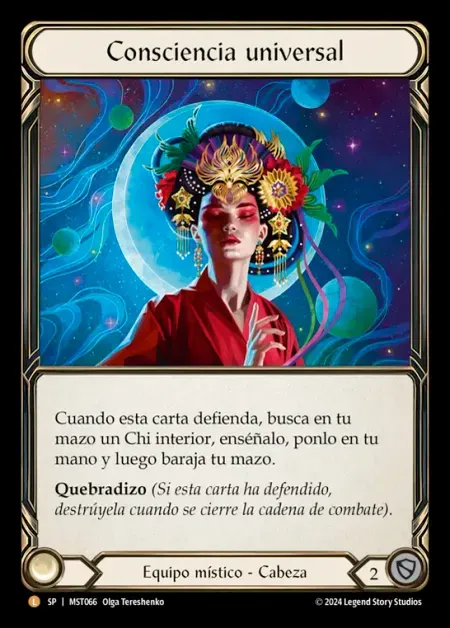 Consciencia universal
Cuando esta carta defienda, busca en tu
mazo un Chi interior, enséñalo, ponlo en tu
mano y luego baraja tu mazo.
Quebradizo (Si esta carta ha defendido,
destrúyela cuando se cierre la cadena de combate).
Equipo místico - Cabeza
2
L SP | MST066 Olga Tereshenko
© 2024 Legend Story Studios